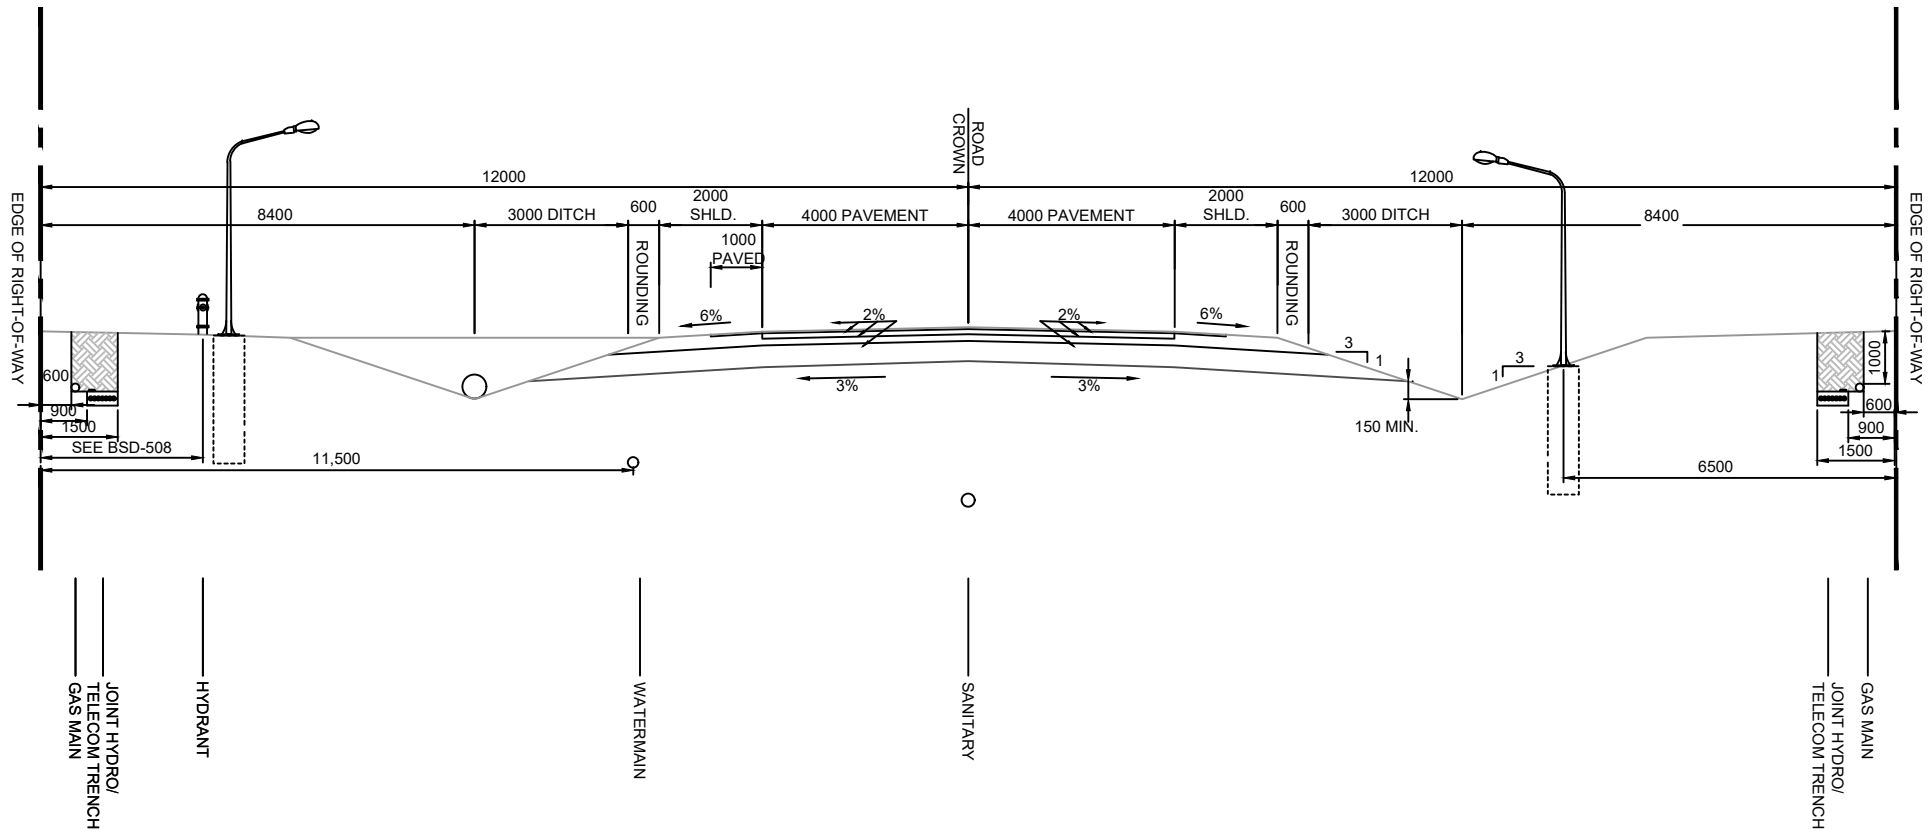 ROAD
CROWN
12000
12000
EDGE OF RIGHT-OF-WAY
EDGE OF RIGHT-OF-WAY
8400
3000 DITCH
600
2000
SHLD.
4000 PAVEMENT
4000 PAVEMENT
2000
SHLD.
600
3000 DITCH
8400
ROUNDING
1000
PAVED
ROUNDING
6%
2%
2%
6%
3
1
3
1
3%
3%
1000
600
900
1500
SEE BSD-508
11,500
150 MIN.
600
900
1500
6500
JOINT HYDRO/
TELECOM TRENCH
GAS MAIN
HYDRANT
WATERMAIN
SANITARY
GAS MAIN
JOINT HYDRO/
TELECOM TRENCH